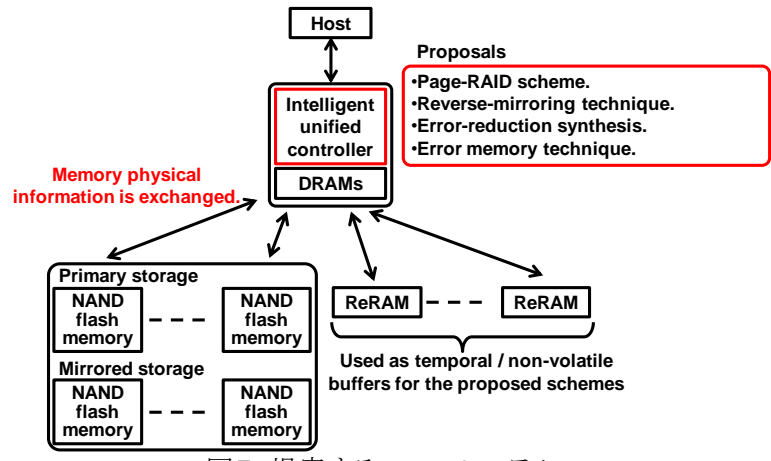 Host
Proposals
•Page-RAID scheme.
•Reverse-mirroring technique.
•Error-reduction synthesis.
•Error memory technique.
Intelligent
unified
controller
DRAMs
Memory physical
information is exchanged.
Primary storage
NAND
flash
memory
NAND
flash
memory
Mirrored storage
NAND
flash
memory
NAND
flash
memory
ReRAM
ReRAM
Used as temporal / non-volatile
buffers for the proposed schemes